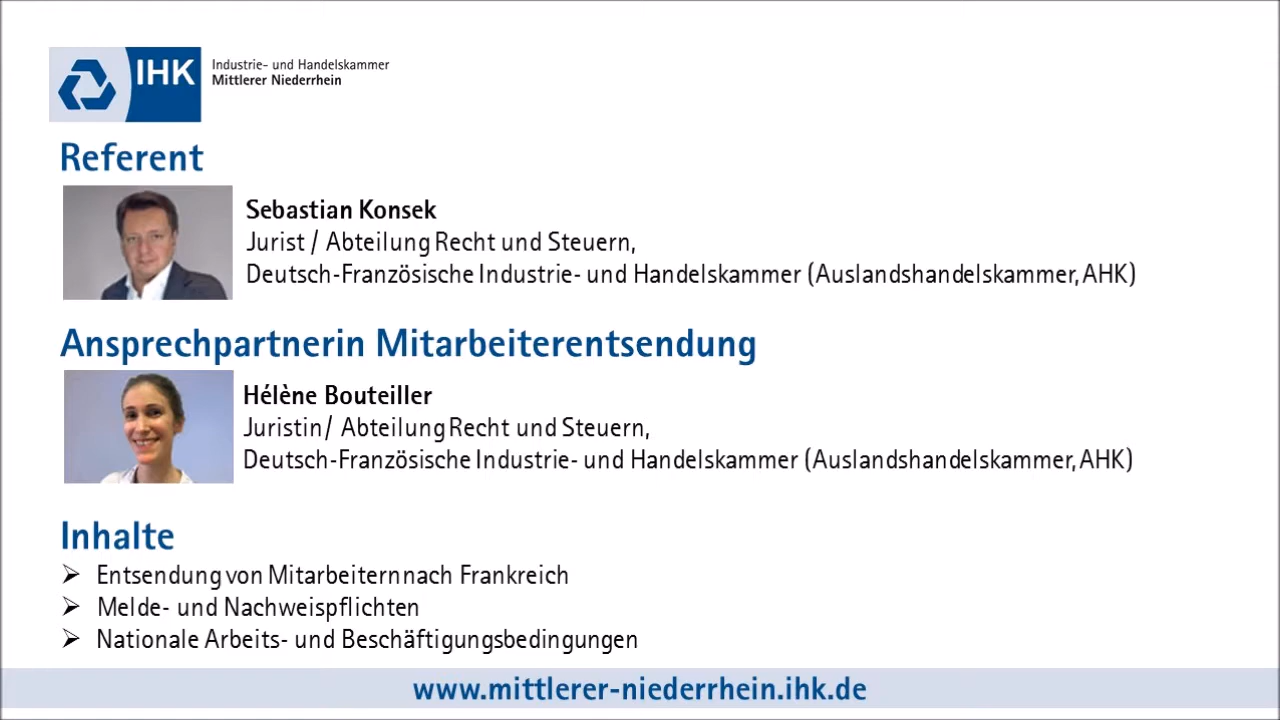 IHK
Industrie- und Handelskammer
Mittlerer Niederrhein
Referent
Sebastian Konsek
Jurist / Abteilung Recht und Steuern,
Deutsch-Französische Industrie- und Handelskammer (Auslandshandelskammer, AHK)
Ansprechpartnerin Mitarbeiterentsendung
Hélène Bouteiller
Juristin / Abteilung Recht und Steuern,
Deutsch-Französische Industrie- und Handelskammer (Auslandshandelskammer, AHK)
Inhalte
➢ Entsendung von Mitarbeitern nach Frankreich
➢ Melde- und Nachweispflichten
➢ Nationale Arbeits- und Beschäftigungsbedingungen
www.mittlerer-niederrhein.ihk.de